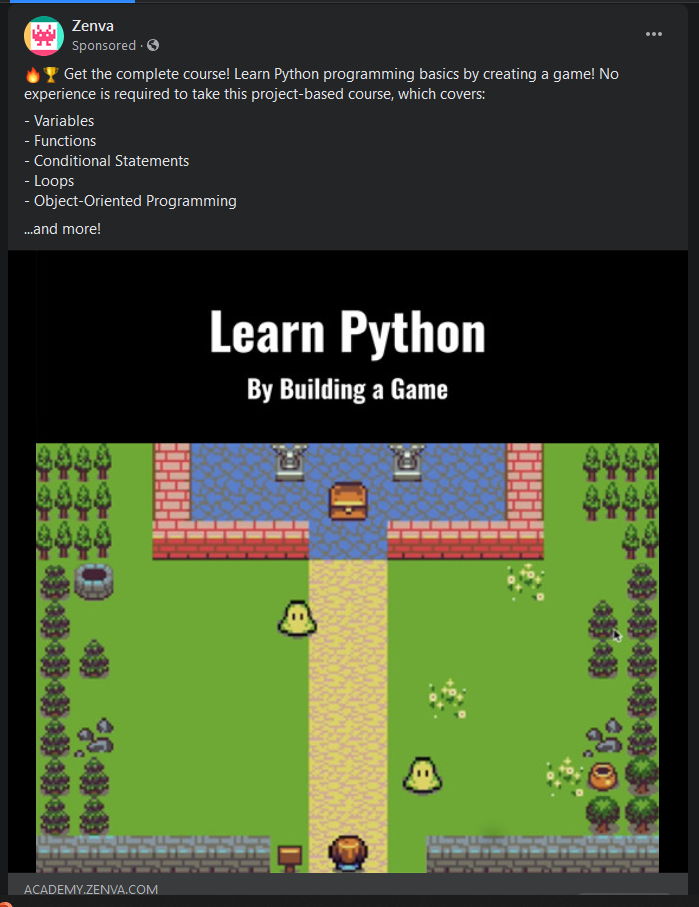 Zenva
Sponsored ·
🔥🏆 Get the complete course! Learn Python programming basics by creating a game! No
experience is required to take this project-based course, which covers:
- Variables
- Functions
- Conditional Statements
- Loops
- Object-Oriented Programming
...and more!
Learn Python
By Building a Game
ACADEMY.ZENVA.COM